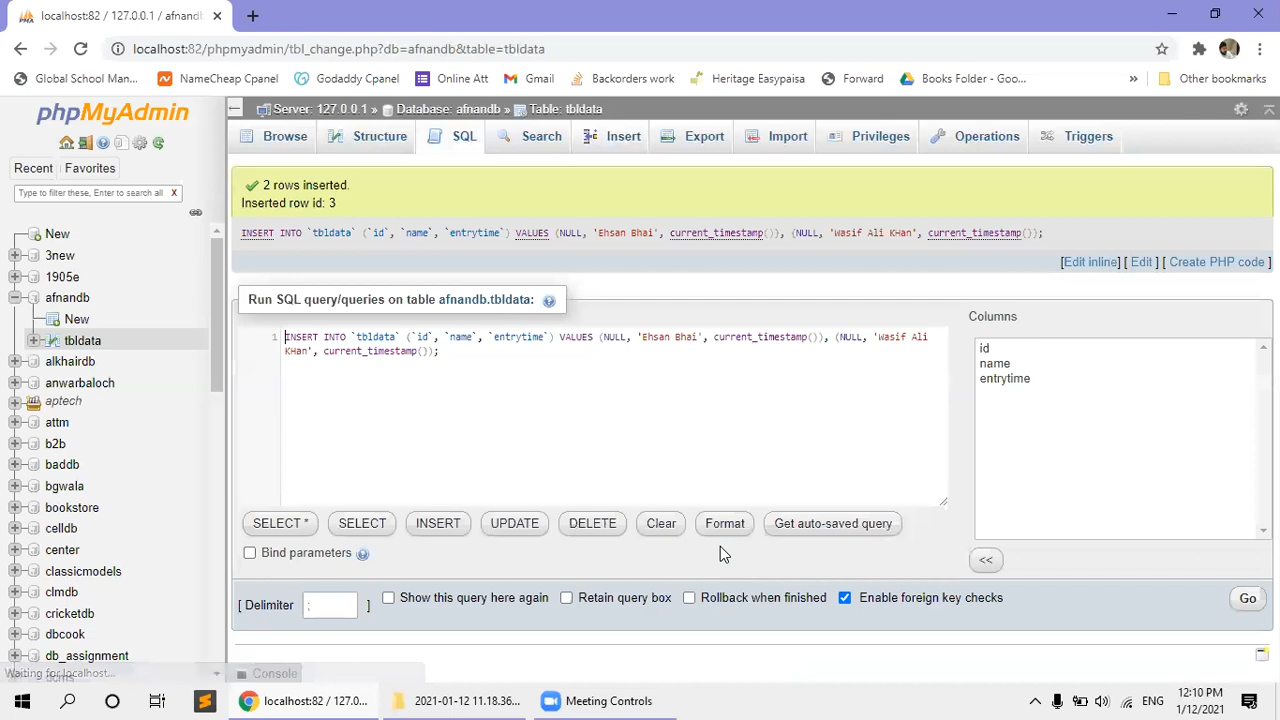 localhost:82 / 127.0.0.1 / afnand
localhost:82/phpmyadmin/tbl_change.php?db=afnandb&table=tbldata
Global School Man... NameCheap Cpanel Godaddy Cpanel Online Att Gmail Backorders work Heritage Easypaisa Forward Books Folder - Goo... » Other bookmarks
phpMyAdmin
Server: 127.0.0.1 » Database: afnandb » Table: tbldata
Browse Structure SQL Search Insert Export Import Privileges Operations Triggers
Recent Favorites
Type to filter these, Enter to search all X
New
3new
1905e
afnandb
New
tbldata
alkhairdb
anwarbaloch
aptech
attm
b2b
baddb
bgwala
bookstore
celldb
center
classicmodels
clmdb
cricketdb
dbcook
db_assignment
Waiting for localhost...
2 rows inserted.
Inserted row id: 3
INSERT INTO `tbldata` (`id`, `name`, `entrytime`) VALUES (NULL, 'Ehsan Bhai', current_timestamp()), (NULL, 'Wasif Ali KHan', current_timestamp());
[Edit inline] [ Edit ] [ Create PHP code ]
Run SQL query/queries on table afnandb.tbldata:
1 INSERT INTO `tbldata` (`id`, `name`, `entrytime`) VALUES (NULL, 'Ehsan Bhai', current_timestamp()), (NULL, 'Wasif Ali
KHan', current_timestamp());
Columns
id
name
entrytime
SELECT * SELECT INSERT UPDATE DELETE Clear Format Get auto-saved query
<<
Bind parameters
[ Delimiter ; ] Show this query here again Retain query box Rollback when finished Enable foreign key checks Go
Console
localhost:82 / 127.0... 2021-01-12 11.18.36... Meeting Controls ENG 12:10 PM
1/12/2021